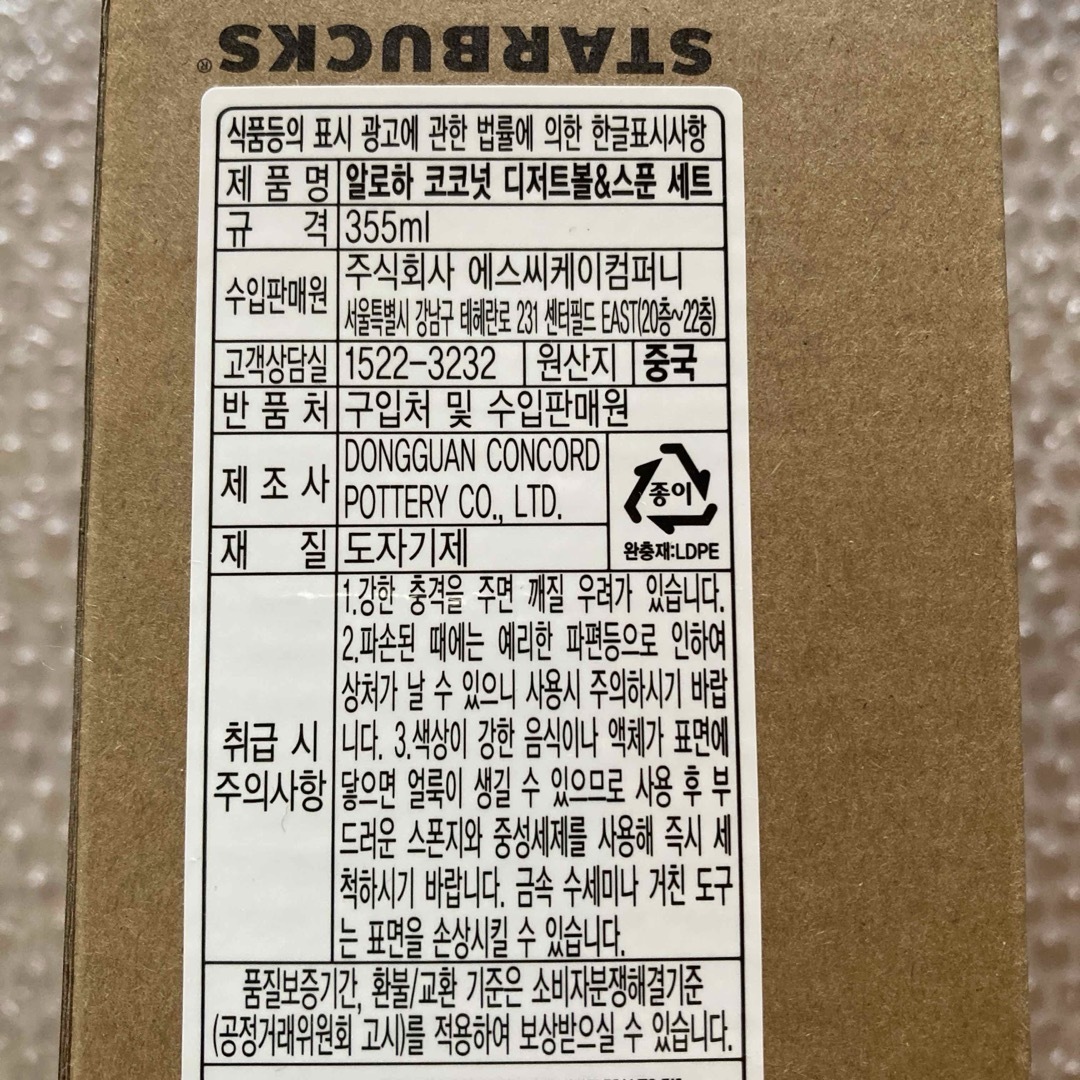 STARBUCKS®
식품등의 표시 광고에 관한 법률에 의한 한글표시사항
제 품 명 알로하 코코넛 디저트볼&스푼 세트
규 격 355ml
수입판매원 주식회사 에스씨케이컴퍼니
서울특별시 강남구 테헤란로 231 센터필드 EAST(20층~22층)
고객상담실 1522-3232 원산지 중국
반 품 처 구입처 및 수입판매원
제 조 사 DONGGUAN CONCORD
POTTERY CO., LTD.
종이
완충재:LDPE
재 질 도자기제
취급 시
주의사항
1.강한 충격을 주면 깨질 우려가 있습니다.
2.파손된 때에는 예리한 파편등으로 인하여
상처가 날 수 있으니 사용시 주의하시기 바랍
니다. 3.색상이 강한 음식이나 액체가 표면에
닿으면 얼룩이 생길 수 있으므로 사용 후 부
드러운 스폰지와 중성세제를 사용해 즉시 세
척하시기 바랍니다. 금속 수세미나 거친 도구
는 표면을 손상시킬 수 있습니다.
품질보증기간, 환불/교환 기준은 소비자분쟁해결기준
(공정거래위원회 고시)를 적용하여 보상받으실 수 있습니다.